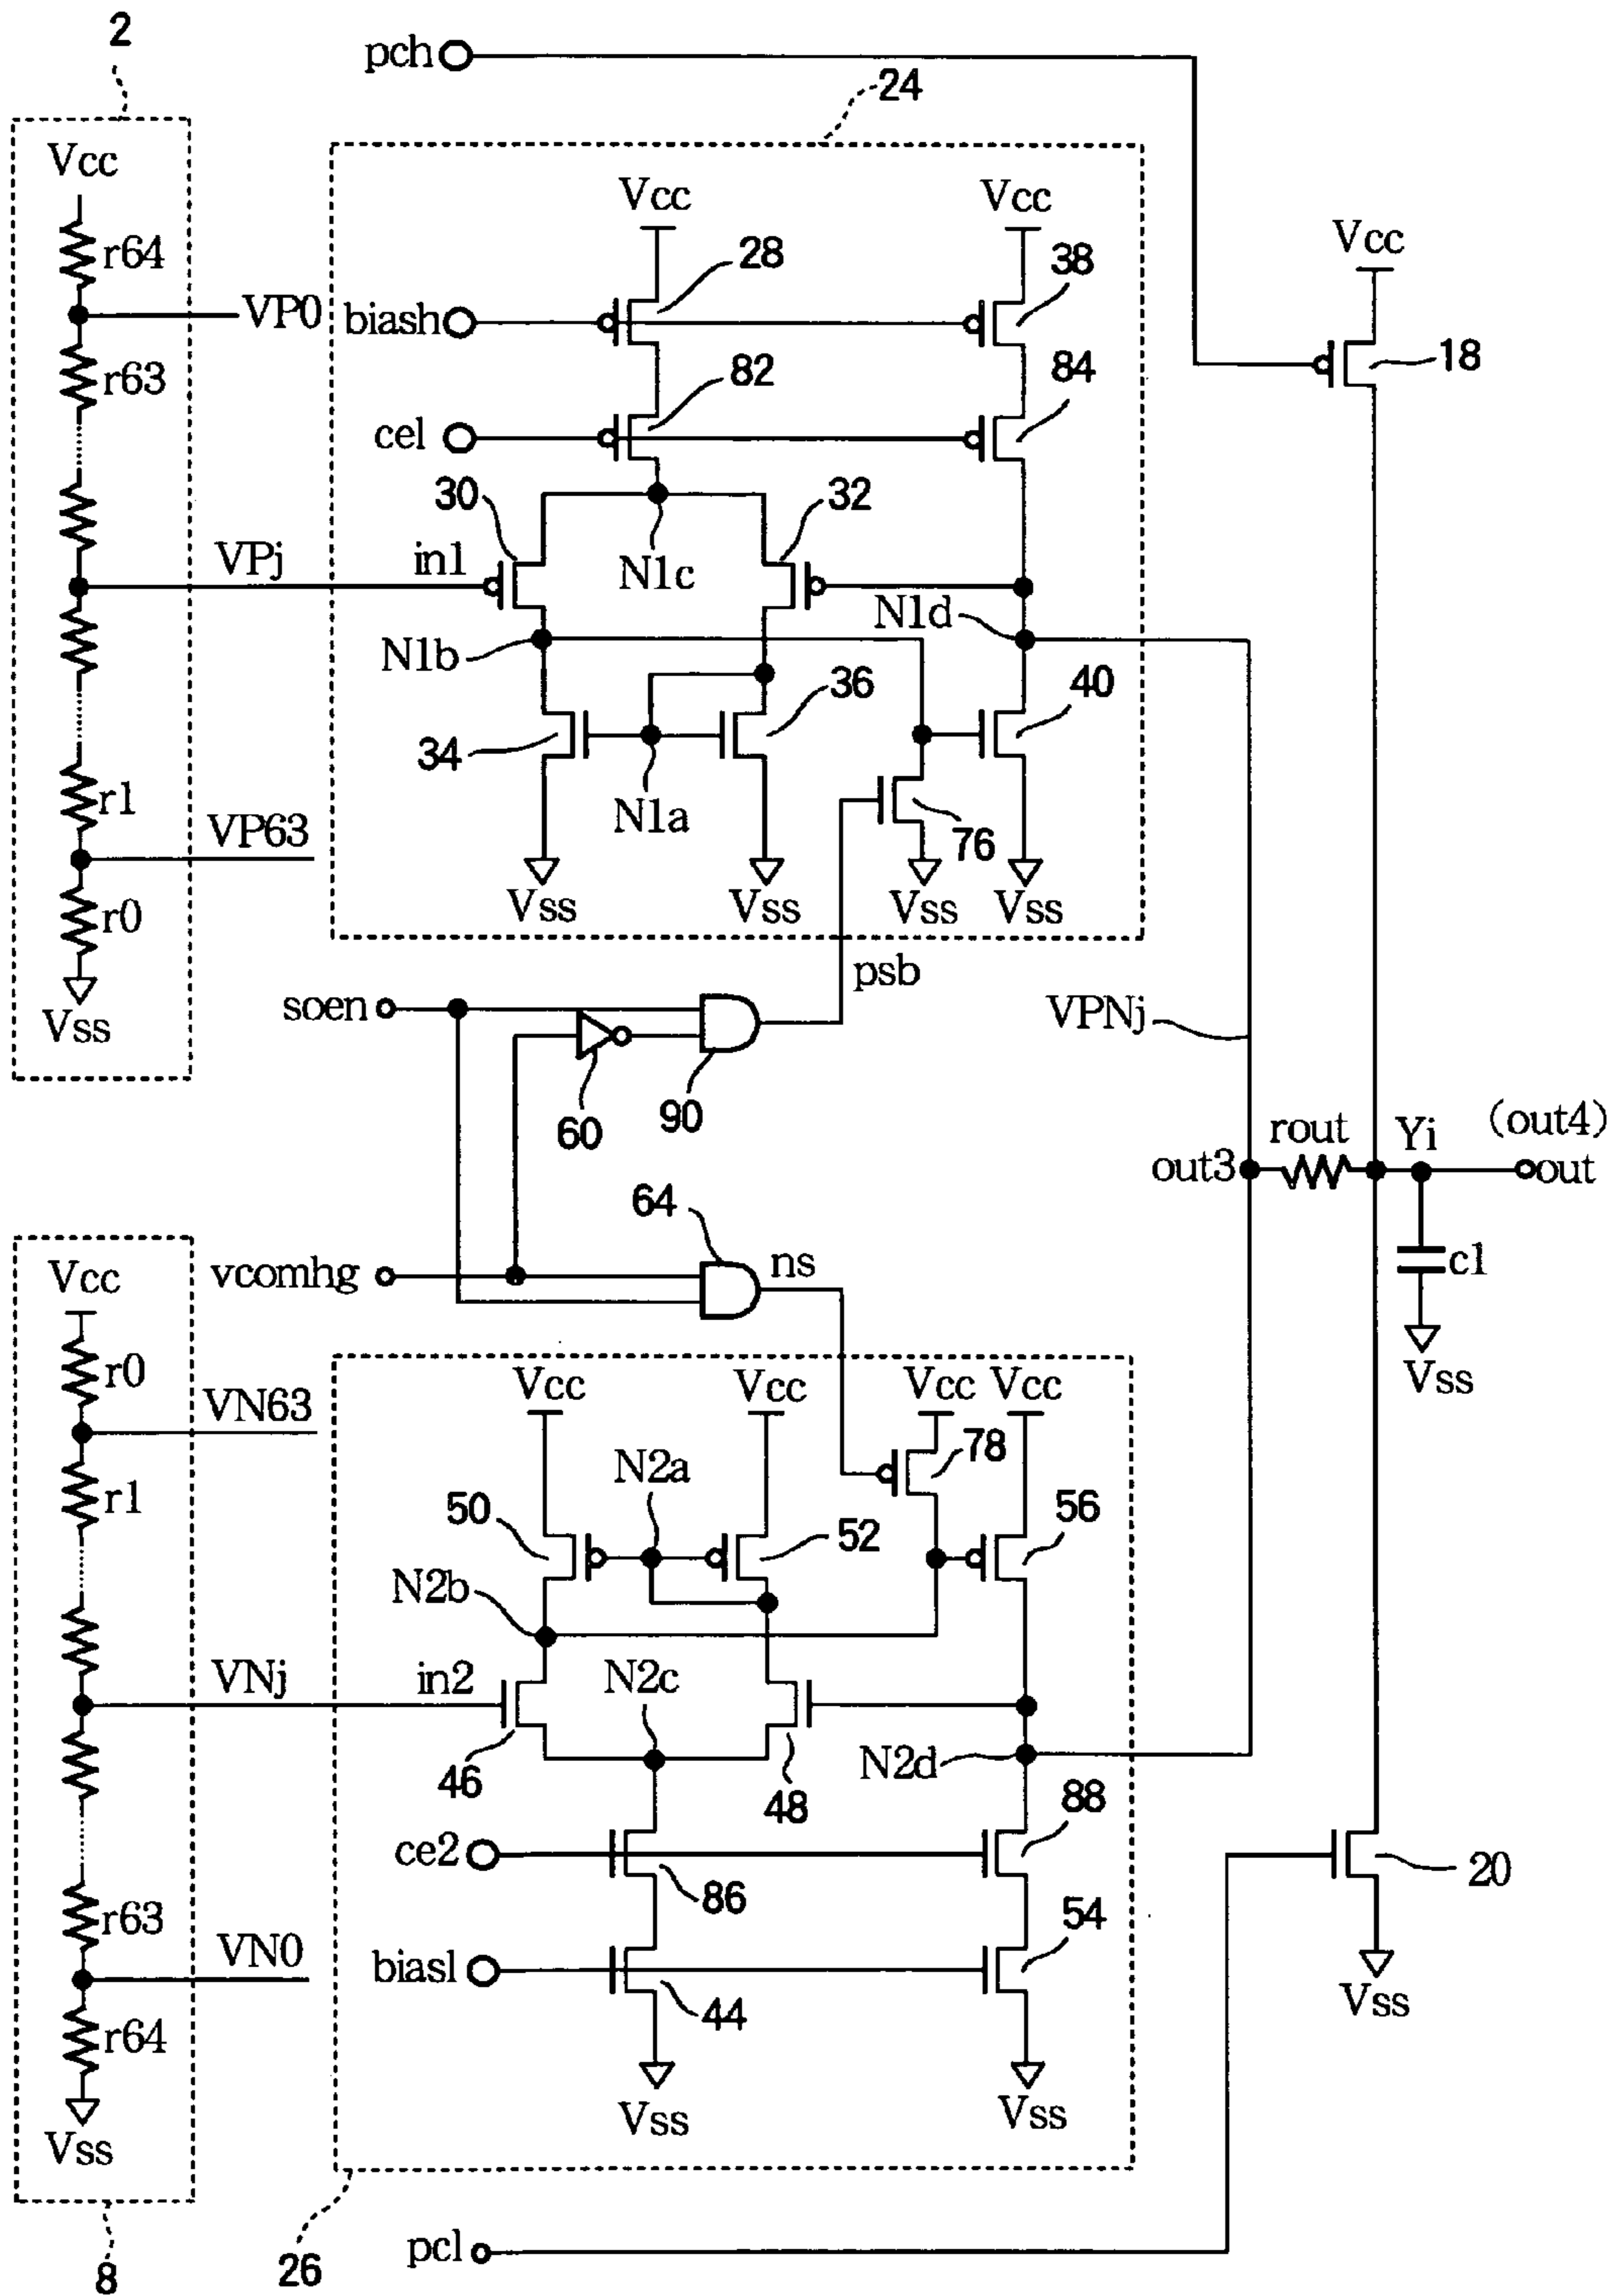 2
pch
24
Vcc
Vcc
Vcc
r64
28
38
Vcc
VP0
biash
18
r63
82
84
cel
30
32
VPj
in1
N1c
N1d
N1b
36
40
34
r1
N1a
76
VP63
r0
Vss
Vss
Vss
Vss
psb
soen
VPNj
Vss
60
90
rout
Yi
(out4)
out3
out
64
ns
vcomhg
c1
Vcc
Vss
r0
Vcc
Vcc
Vcc
Vcc
VN63
78
N2a
r1
50
52
56
N2b
VNj
in2
N2c
N2d
46
48
88
ce2
20
86
r63
54
VN0
biasl
44
r64
Vss
Vss
Vss
Vss
8
26
pcl